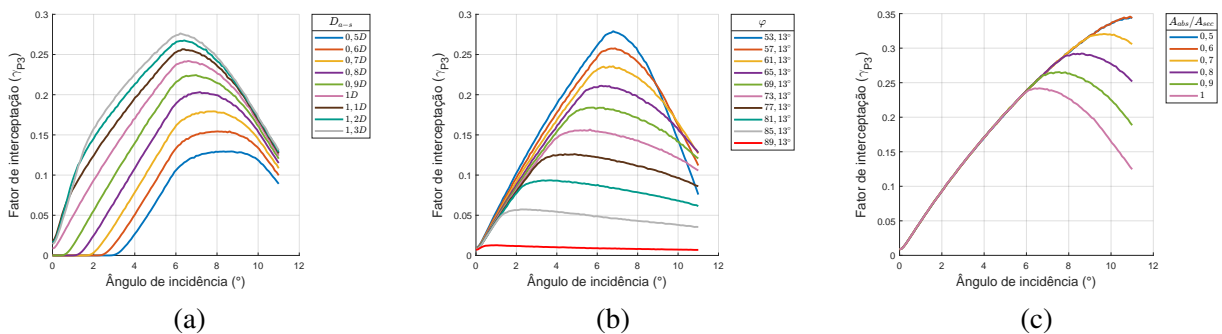 0.3
0.25
0.2
0.15
0.1
0.05
0
0 2 4 6 8 10 12
Ângulo de incidência (°)
Fator de interceptação (γP3)
D_{a−s}
0,5D
0,6D
0,7D
0,8D
0,9D
1D
1,1D
1,2D
1,3D
(a)
0.3
0.25
0.2
0.15
0.1
0.05
0
0 2 4 6 8 10 12
Ângulo de incidência (°)
Fator de interceptação (γP3)
φ
53,13°
57,13°
61,13°
65,13°
69,13°
73,13°
77,13°
81,13°
85,13°
89,13°
(b)
0.35
0.3
0.25
0.2
0.15
0.1
0.05
0
0 2 4 6 8 10 12
Ângulo de incidência (°)
Fator de interceptação (γP3)
A_{abs}/A_{sec}
0,5
0,6
0,7
0,8
0,9
1
(c)